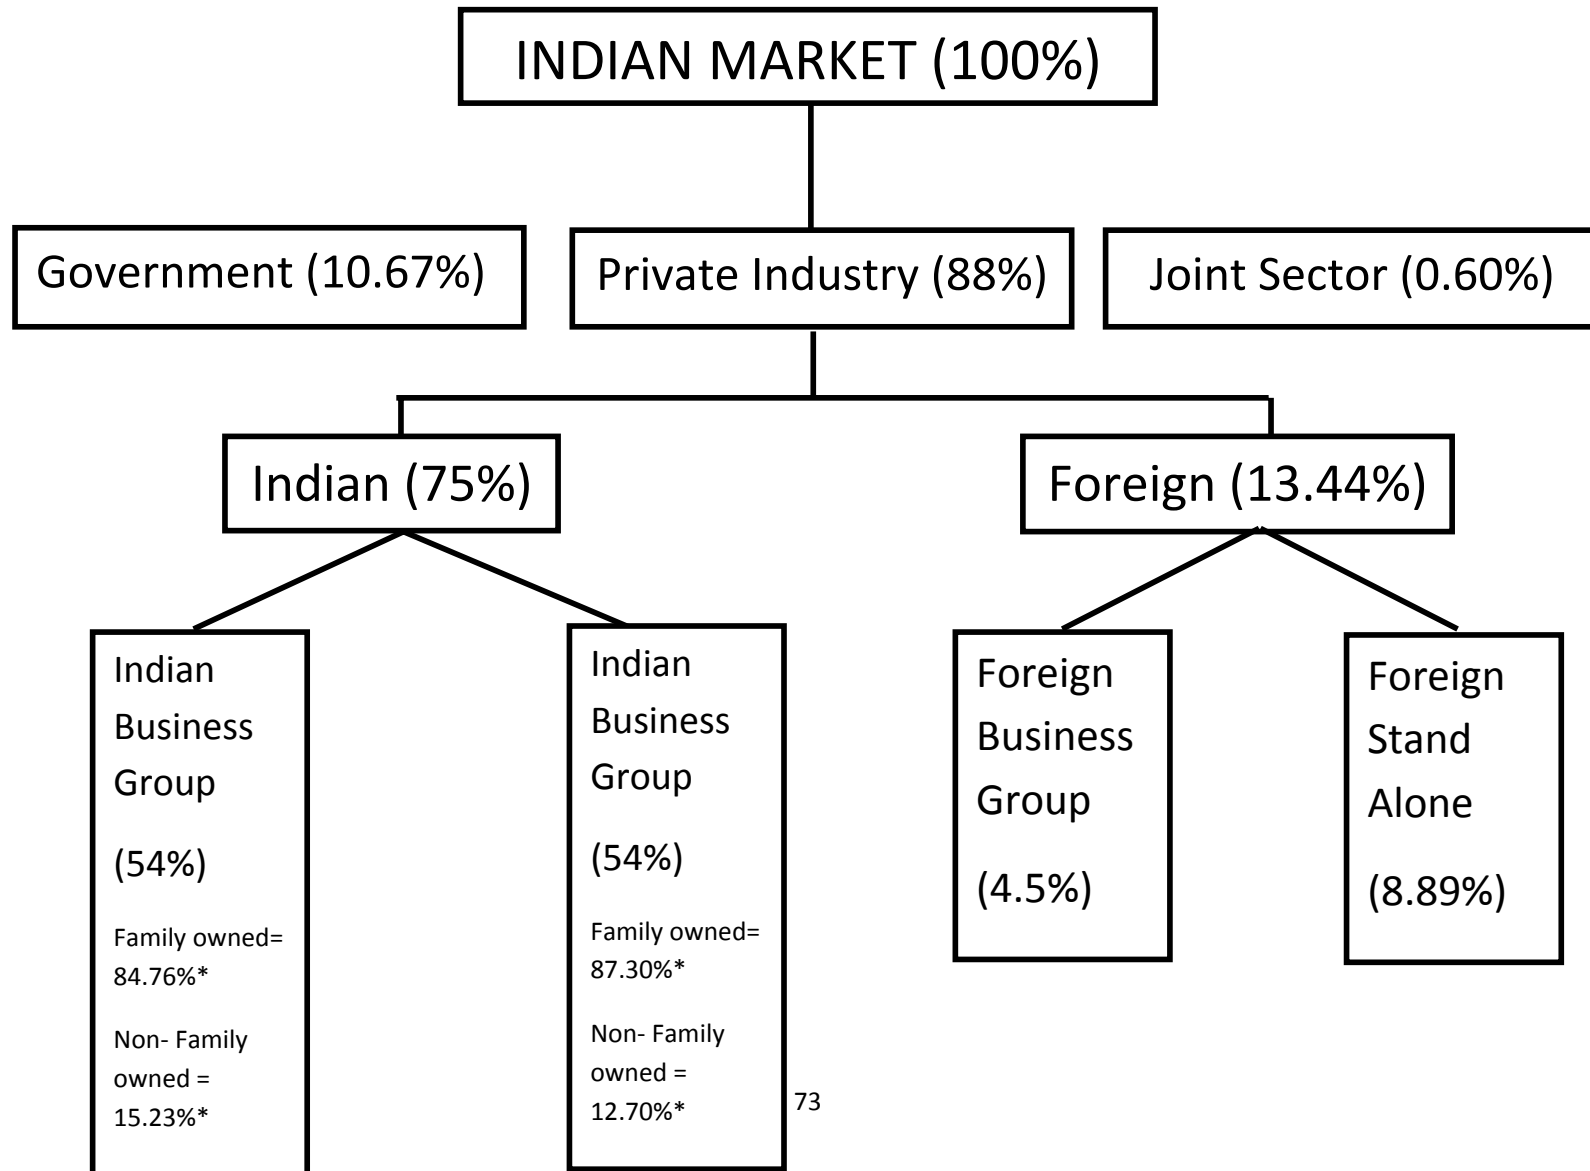 INDIAN MARKET (100%)
Government (10.67%)
Private Industry (88%)
Joint Sector (0.60%)
Indian (75%)
Foreign (13.44%)
Indian
Business
Group
(54%)
Family owned=
84.76%*
Non- Family
owned =
15.23%*
Indian
Business
Group
(54%)
Family owned=
87.30%*
Non- Family
owned =
12.70%*
Foreign
Business
Group
(4.5%)
Foreign
Stand
Alone
(8.89%)
73